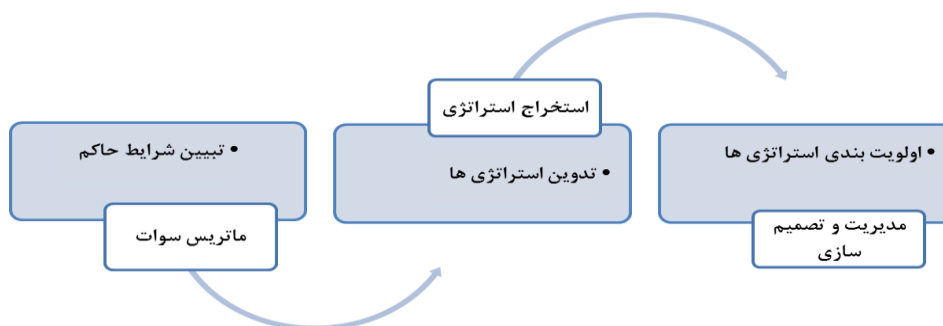 • تبیین شرایط حاکم
ماتریس سوات
استخراج استراتژی
• تدوین استراتژی ها
• اولویت بندی استراتژی ها
مدیریت و تصمیم
سازی